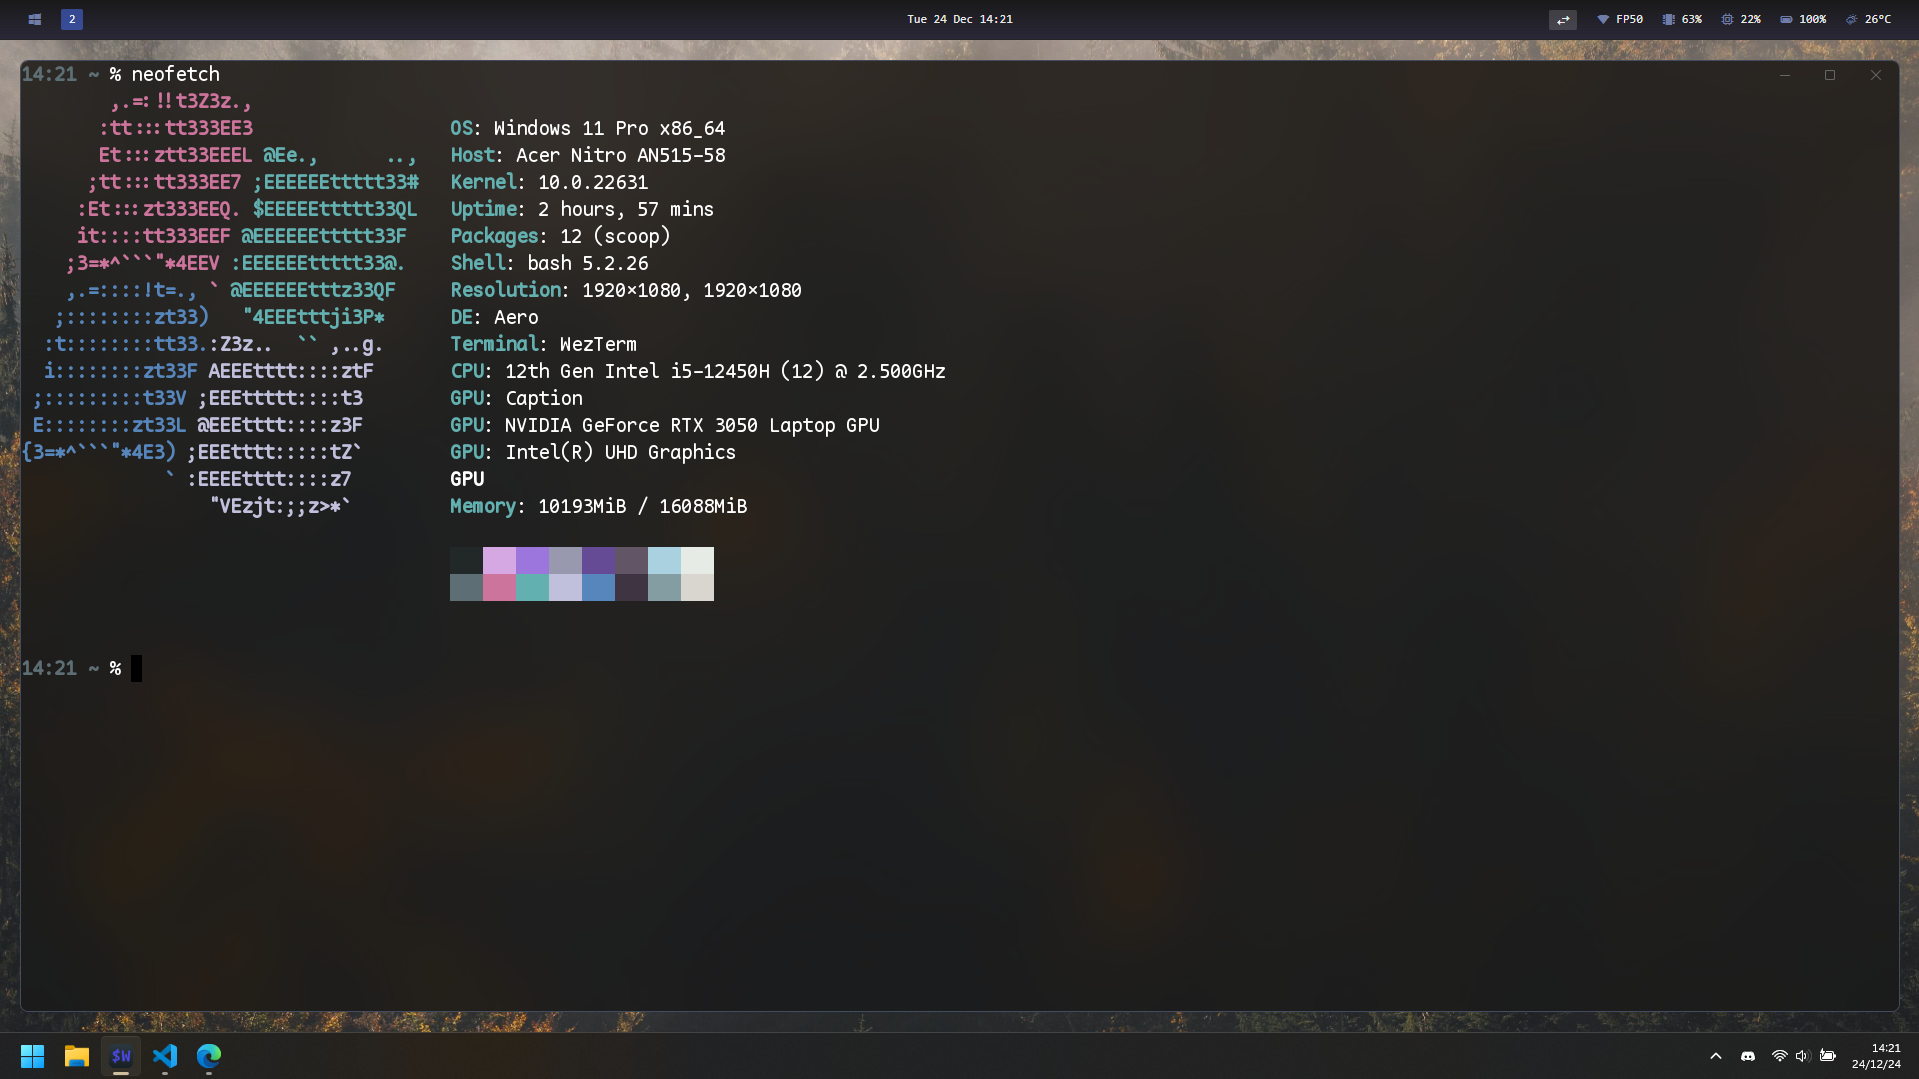 2
Tue 24 Dec 14:21
FP50 63% 22% 100% 26°C
14:21 ~ % neofetch
,.=:!!t3Z3z.,
:tt:::tt333EE3
Et:::ztt33EEEL @Ee., ..,
;tt:::tt333EE7 ;EEEEEEttttt33#
:Et:::zt333EEQ. $EEEEEttttt33QL
it::::tt333EEF @EEEEEEttttt33F
;3=*^```"*4EEV :EEEEEEttttt33@.
,.=::::!t=., ` @EEEEEEtttz33QF
;::::::::zt33) "4EEEtttji3P*
:t::::::::tt33.:Z3z.. `` ,..g.
i::::::::zt33F AEEEtttt::::ztF
;:::::::::t33V ;EEEttttt::::t3
E::::::::zt33L @EEEtttt::::z3F
{3=*^```"*4E3) ;EEEtttt:::::tZ`
` :EEEEtttt::::z7
"VEzjt:;;z>*`
OS: Windows 11 Pro x86_64
Host: Acer Nitro AN515-58
Kernel: 10.0.22631
Uptime: 2 hours, 57 mins
Packages: 12 (scoop)
Shell: bash 5.2.26
Resolution: 1920x1080, 1920x1080
DE: Aero
Terminal: WezTerm
CPU: 12th Gen Intel i5-12450H (12) @ 2.500GHz
GPU: Caption
GPU: NVIDIA GeForce RTX 3050 Laptop GPU
GPU: Intel(R) UHD Graphics
GPU
Memory: 10193MiB / 16088MiB
14:21 ~ %
$W
14:21
24/12/24